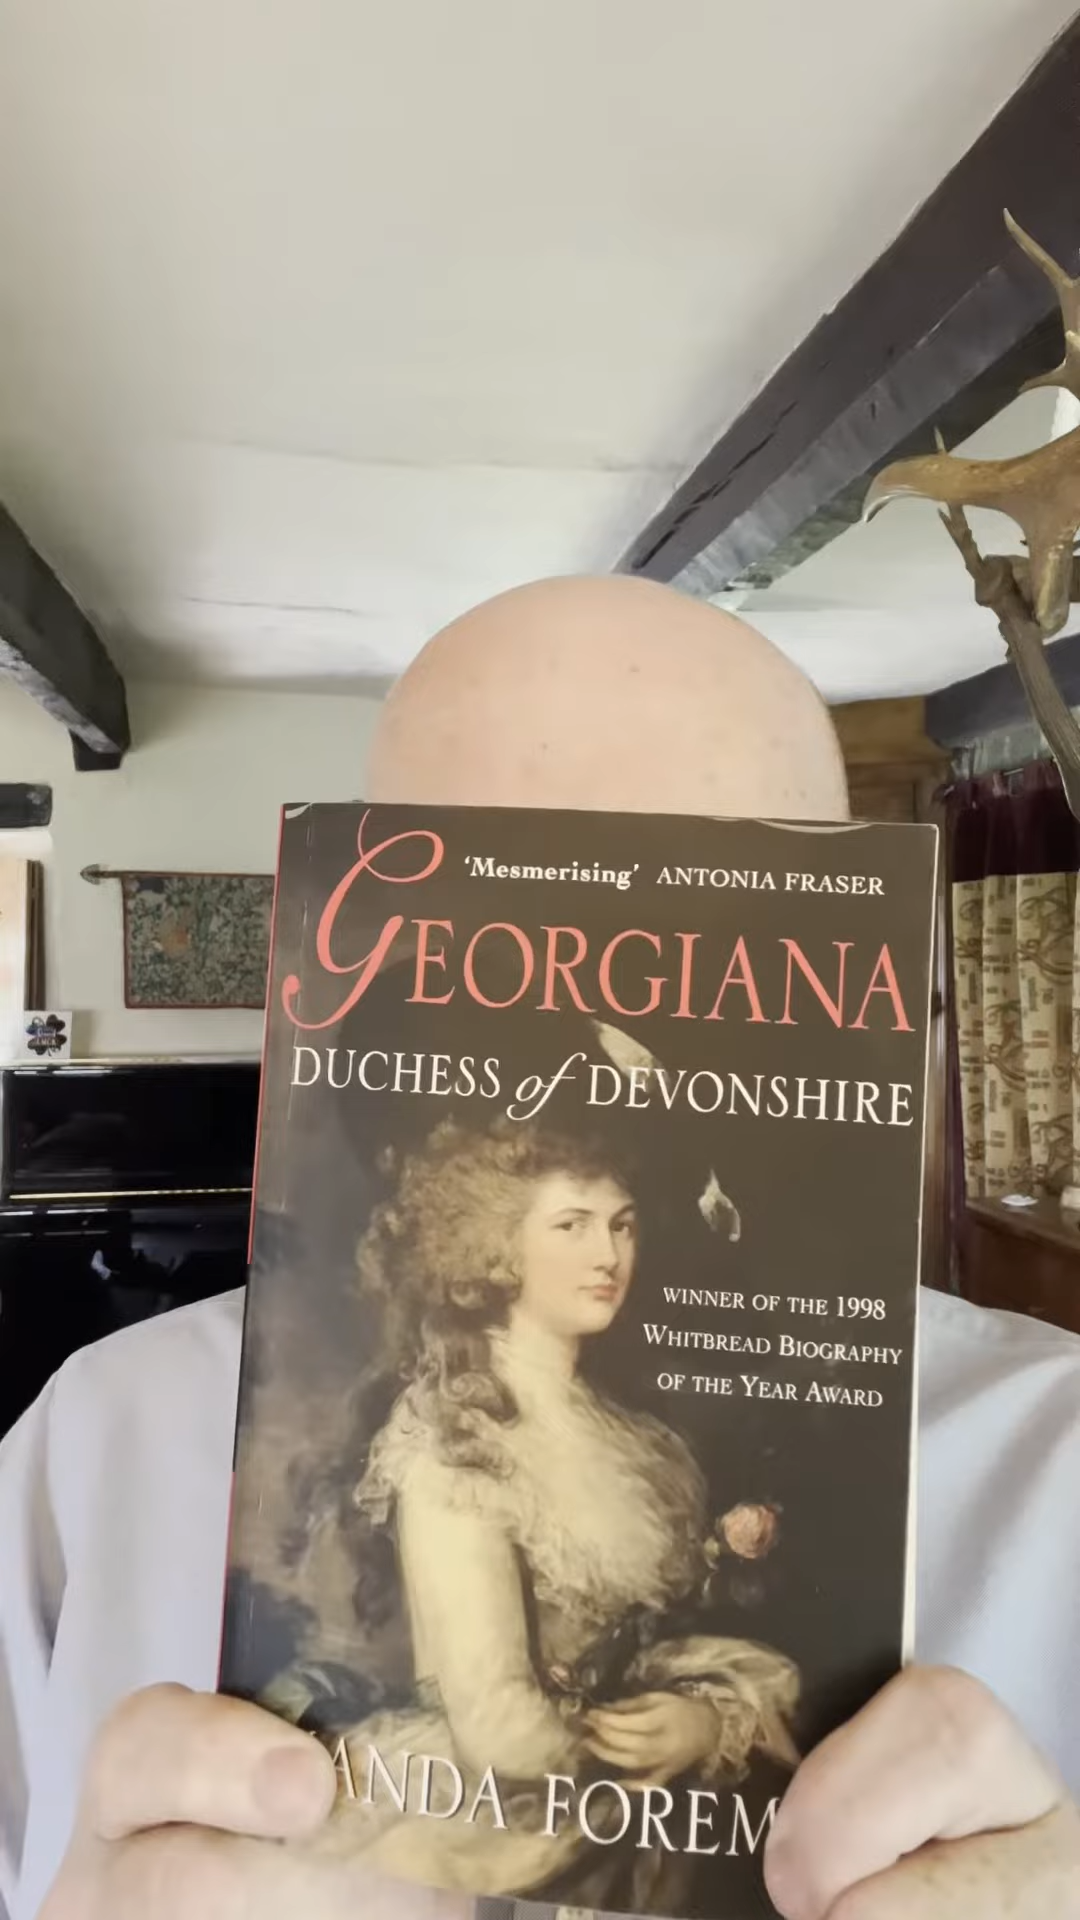 'Mesmerising' ANTONIA FRASER
GEORGIANA
DUCHESS of DEVONSHIRE
WINNER OF THE 1998
WHITBREAD BIOGRAPHY
OF THE YEAR AWARD
ANDA FOREM